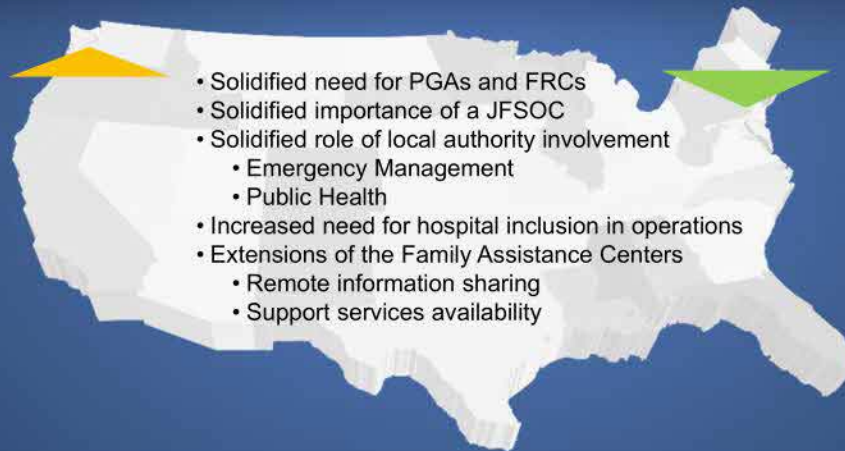 • Solidified need for PGAs and FRCs
• Solidified importance of a JFSOC
• Solidified role of local authority involvement
• Emergency Management
• Public Health
• Increased need for hospital inclusion in operations
• Extensions of the Family Assistance Centers
• Remote information sharing
• Support services availability